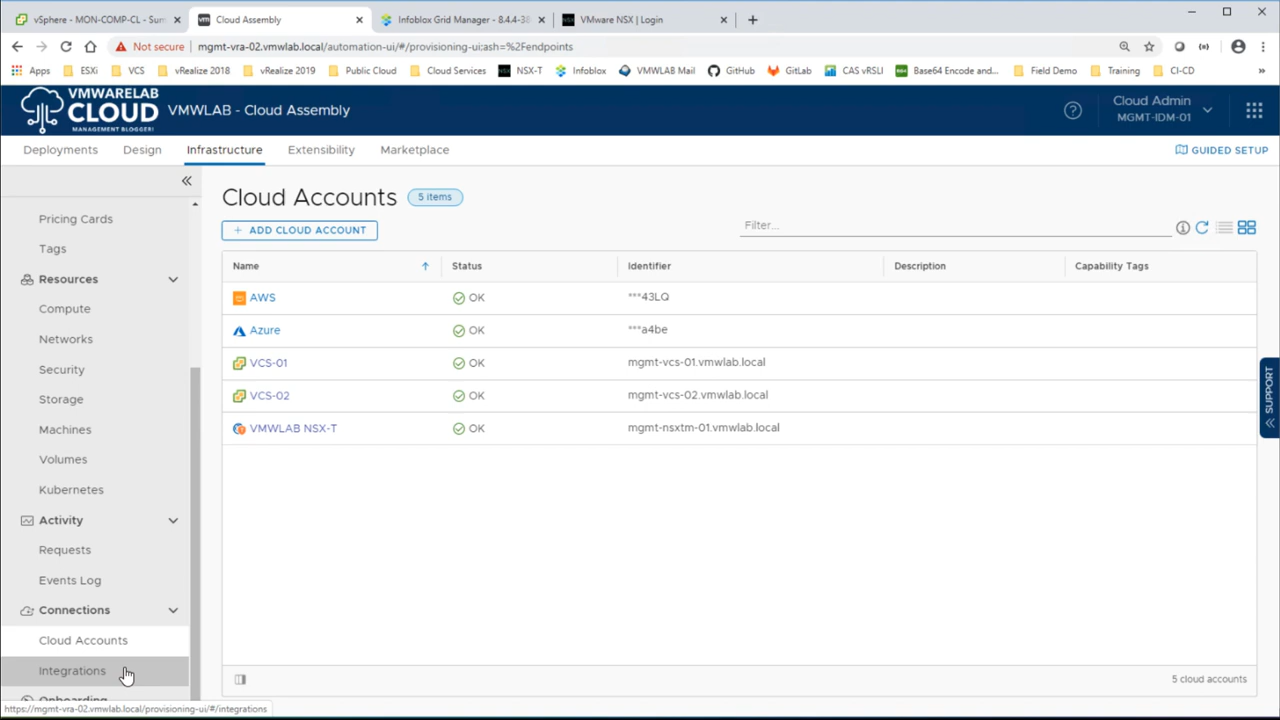 vSphere - MON-COMP-CL - Sum
Cloud Assembly
Infoblox Grid Manager - 8.4.4-38
VMware NSX | Login
Not secure
mgmt-vra-02.vmwlab.local/automation-ui/#/provisioning-ui;ash=%2Fendpoints
Apps
ESXi
VCS
vRealize 2018
vRealize 2019
Public Cloud
Cloud Services
NSX-T
Infoblox
VMWLAB Mail
GitHub
GitLab
CAS vRSLI
Base64 Encode and...
Field Demo
Training
CI-CD
VMWARELAB
CLOUD
MANAGEMENT BLOGGER!
VMWLAB - Cloud Assembly
Cloud Admin
MGMT-IDM-01
Deployments
Design
Infrastructure
Extensibility
Marketplace
GUIDED SETUP
Pricing Cards
Tags
Resources
Compute
Networks
Security
Storage
Machines
Volumes
Kubernetes
Activity
Requests
Events Log
Connections
Cloud Accounts
Integrations
Onboarding
https://mgmt-vra-02.vmwlab.local/provisioning-ui/#/integrations
Cloud Accounts
5 items
+ ADD CLOUD ACCOUNT
Filter...
Name Status Identifier Description Capability Tags
AWS OK ***43LQ
Azure OK ***a4be
VCS-01 OK mgmt-vcs-01.vmwlab.local
VCS-02 OK mgmt-vcs-02.vmwlab.local
VMWLAB NSX-T OK mgmt-nsxtm-01.vmwlab.local
5 cloud accounts
SUPPORT